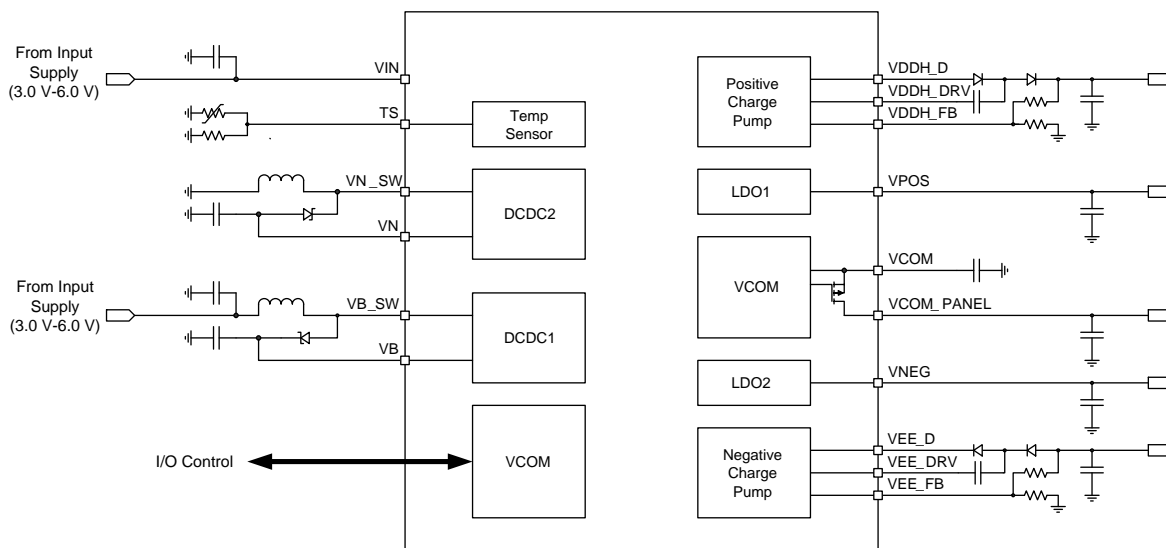 From Input
Supply
(3.0 V-6.0 V)
VIN
TS
Temp
Sensor
VN_SW
VN
DCDC2
From Input
Supply
(3.0 V-6.0 V)
VB_SW
VB
DCDC1
I/O Control
VCOM
Positive
Charge
Pump
VDDH_D
VDDH_DRV
VDDH_FB
LDO1
VPOS
VCOM
VCOM
VCOM_PANEL
LDO2
VNEG
Negative
Charge
Pump
VEE_D
VEE_DRV
VEE_FB